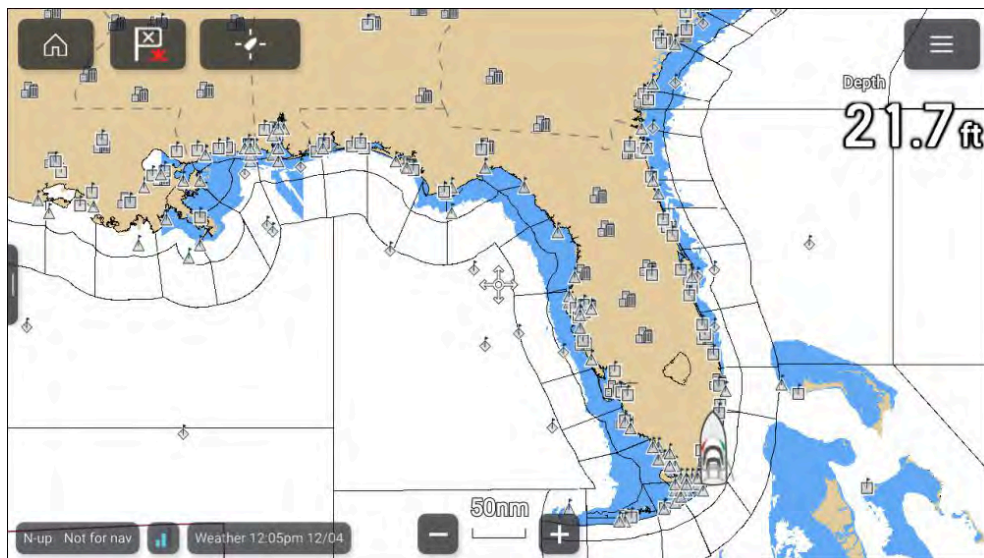 Depth
21.7 ft
50nm
N-up Not for nav
Weather 12:05pm 12/04